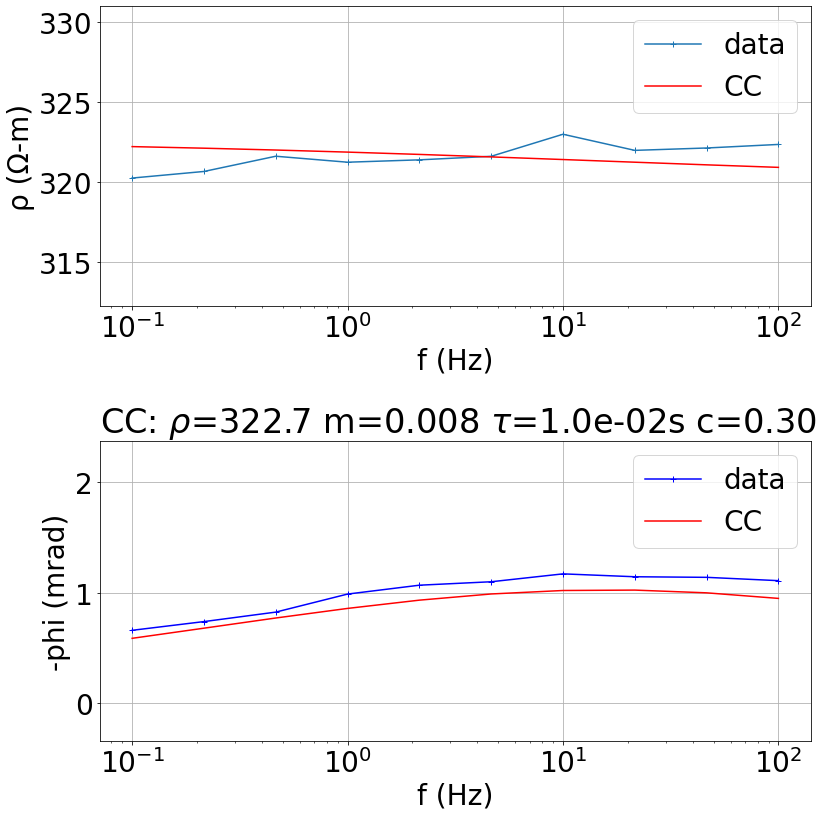 330
325
320
315
ρ (Ω-m)
data
CC
10⁻¹ 10⁰ 10¹ 10²
f (Hz)
CC: ρ=322.7 m=0.008 τ=1.0e-02s c=0.30
2
1
0
-phi (mrad)
data
CC
10⁻¹ 10⁰ 10¹ 10²
f (Hz)